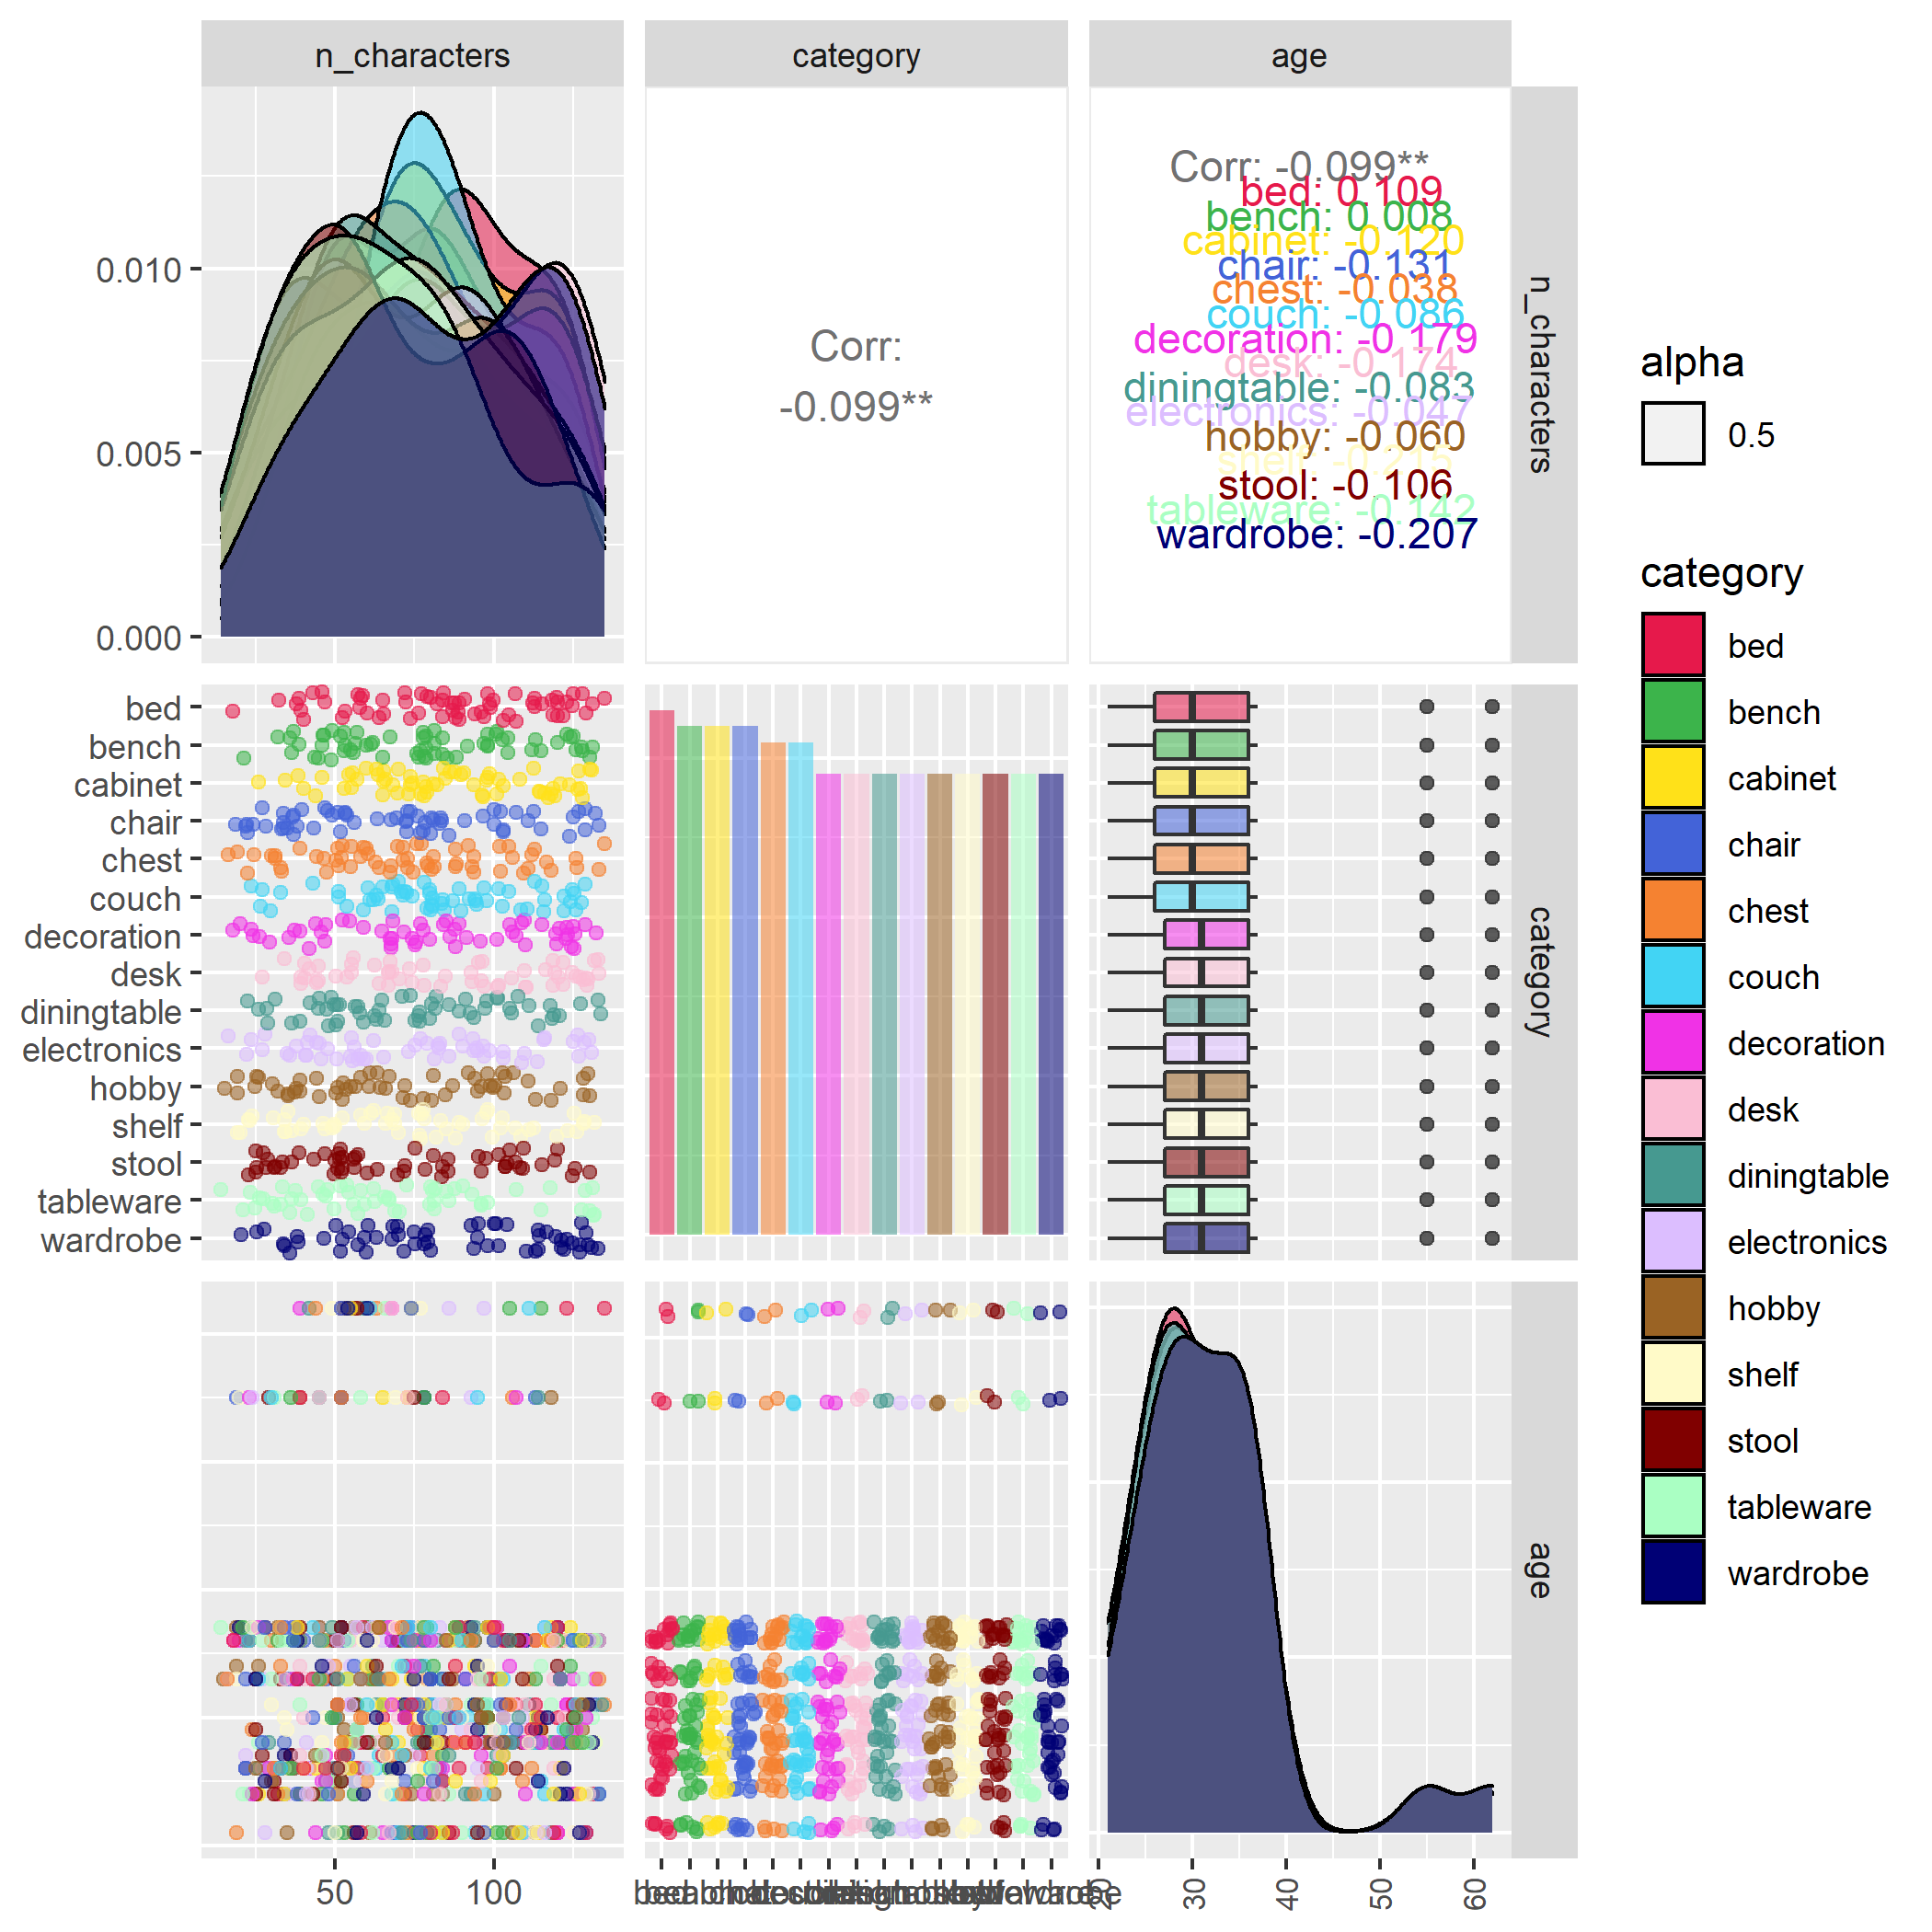 n_characters
category
age
0.010
0.005
0.000
Corr:
-0.099**
Corr: -0.099**
bed: 0.109
bench: 0.008
cabinet: -0.120
chair: -0.131
chest: -0.038
couch: -0.086
decoration: -0.179
desk: -0.174
diningtable: -0.083
electronics: -0.047
hobby: -0.060
shelf: -0.215
stool: -0.106
tableware: -0.142
wardrobe: -0.207
n_characters
bed
bench
cabinet
chair
chest
couch
decoration
desk
diningtable
electronics
hobby
shelf
stool
tableware
wardrobe
category
age
50
100
20
30
40
50
60
alpha
0.5
category
bed
bench
cabinet
chair
chest
couch
decoration
desk
diningtable
electronics
hobby
shelf
stool
tableware
wardrobe